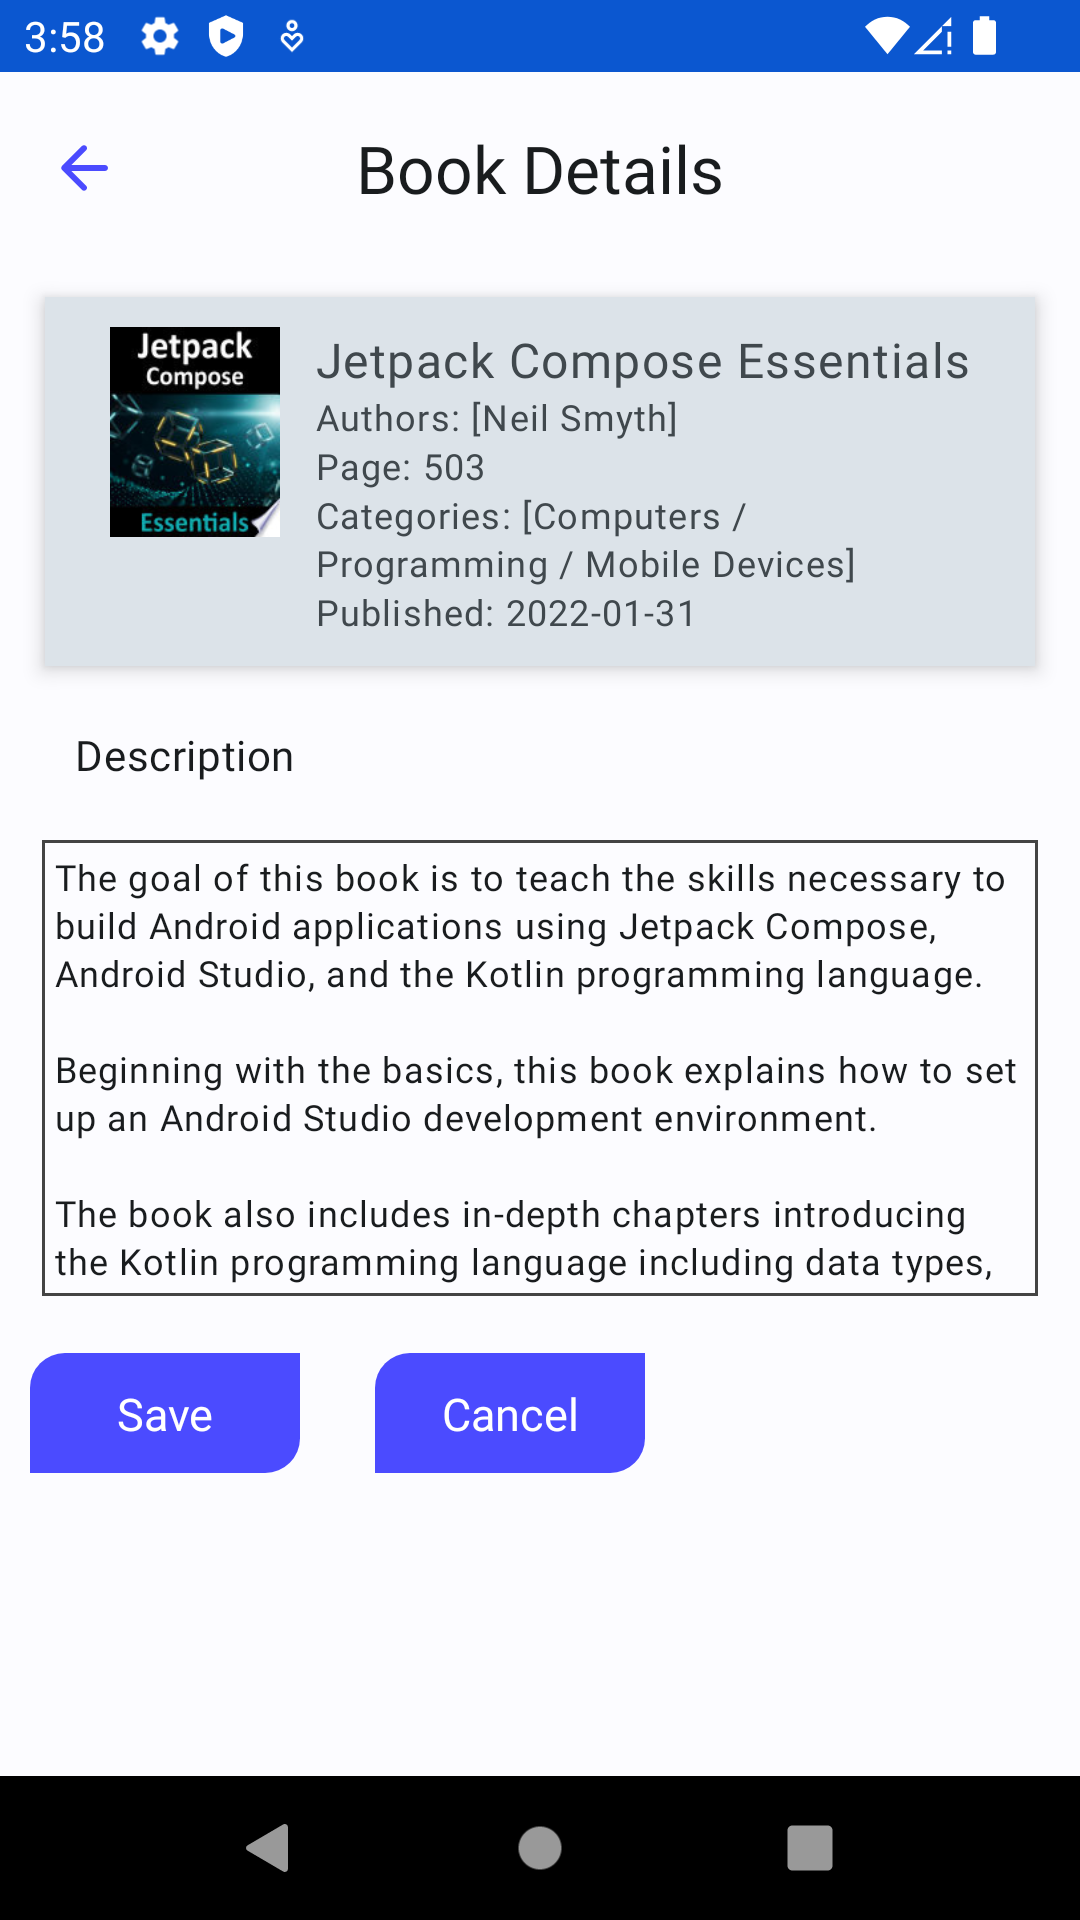 3:58
Book Details
Jetpack
Compose
Essentials
Jetpack Compose Essentials
Authors: [Neil Smyth]
Page: 503
Categories: [Computers /
Programming / Mobile Devices]
Published: 2022-01-31
Description
The goal of this book is to teach the skills necessary to
build Android applications using Jetpack Compose,
Android Studio, and the Kotlin programming language.
Beginning with the basics, this book explains how to set
up an Android Studio development environment.
The book also includes in-depth chapters introducing
the Kotlin programming language including data types,
Save
Cancel